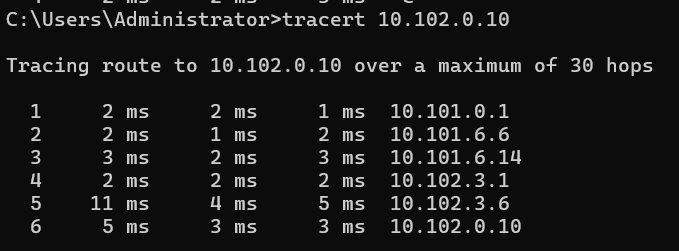 C:\Users\Administrator>tracert 10.102.0.10
Tracing route to 10.102.0.10 over a maximum of 30 hops
1 2 ms 2 ms 1 ms 10.101.0.1
2 2 ms 1 ms 2 ms 10.101.6.6
3 3 ms 2 ms 3 ms 10.101.6.14
4 2 ms 2 ms 2 ms 10.102.3.1
5 11 ms 4 ms 5 ms 10.102.3.6
6 5 ms 3 ms 3 ms 10.102.0.10